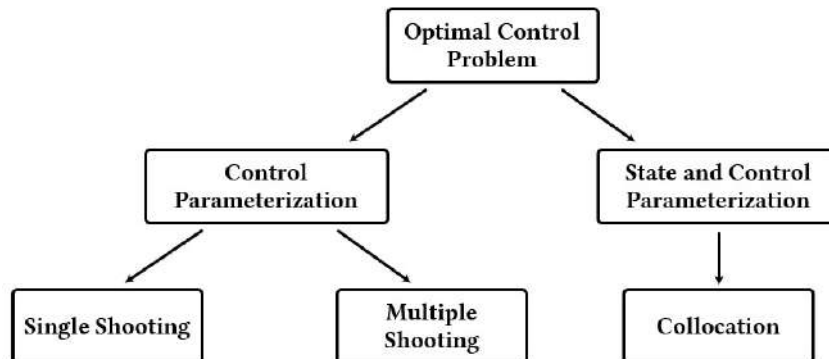 Optimal Control
Problem
Control
Parameterization
State and Control
Parameterization
Single Shooting
Multiple
Shooting
Collocation